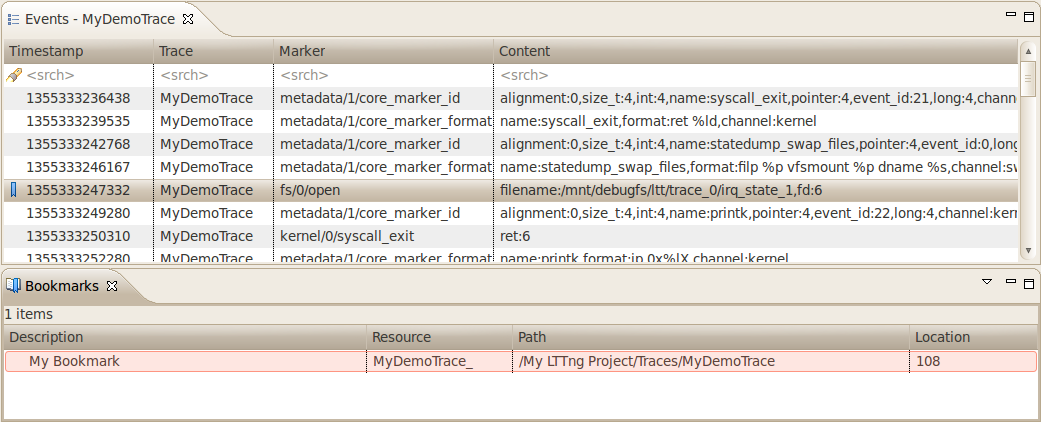 Events - MyDemoTrace
Timestamp Trace Marker Content
<srch> <srch> <srch> <srch>
1355333236438 MyDemoTrace metadata/1/core_marker_id alignment:0,size_t:4,int:4,name:syscall_exit,pointer:4,event_id:21,long:4,chann
1355333239535 MyDemoTrace metadata/1/core_marker_format name:syscall_exit,format:ret %ld,channel:kernel
1355333242768 MyDemoTrace metadata/1/core_marker_id alignment:0,size_t:4,int:4,name:statedump_swap_files,pointer:4,event_id:0,long
1355333246167 MyDemoTrace metadata/1/core_marker_format name:statedump_swap_files,format:filp %p vfsmount %p dname %s,channel:sw
1355333247332 MyDemoTrace fs/0/open filename:/mnt/debugfs/ltt/trace_0/irq_state_1,fd:6
1355333249280 MyDemoTrace metadata/1/core_marker_id alignment:0,size_t:4,int:4,name:printk,pointer:4,event_id:22,long:4,channel:kern
1355333250310 MyDemoTrace kernel/0/syscall_exit ret:6
1355333252280 MyDemoTrace metadata/1/core_marker_format name:printk,format:ip 0x%lX,channel:kernel
Bookmarks
1 items
Description Resource Path Location
My Bookmark MyDemoTrace_ /My LTTng Project/Traces/MyDemoTrace 108